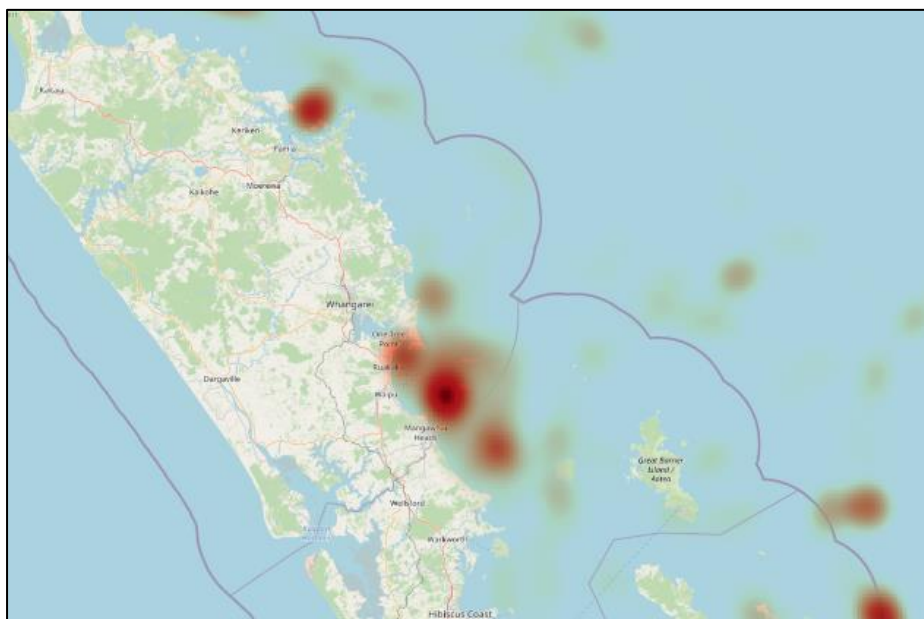 Kaitaia
Kerikeri
Kaikohe
Moerewa
Whangarei
One Tree
Point
Ruakaka
Waipu
Dargaville
Mangawhai
Heads
Great Barrier
Island /
Aotea
Wellsford
Warkworth
Hibiscus Coast